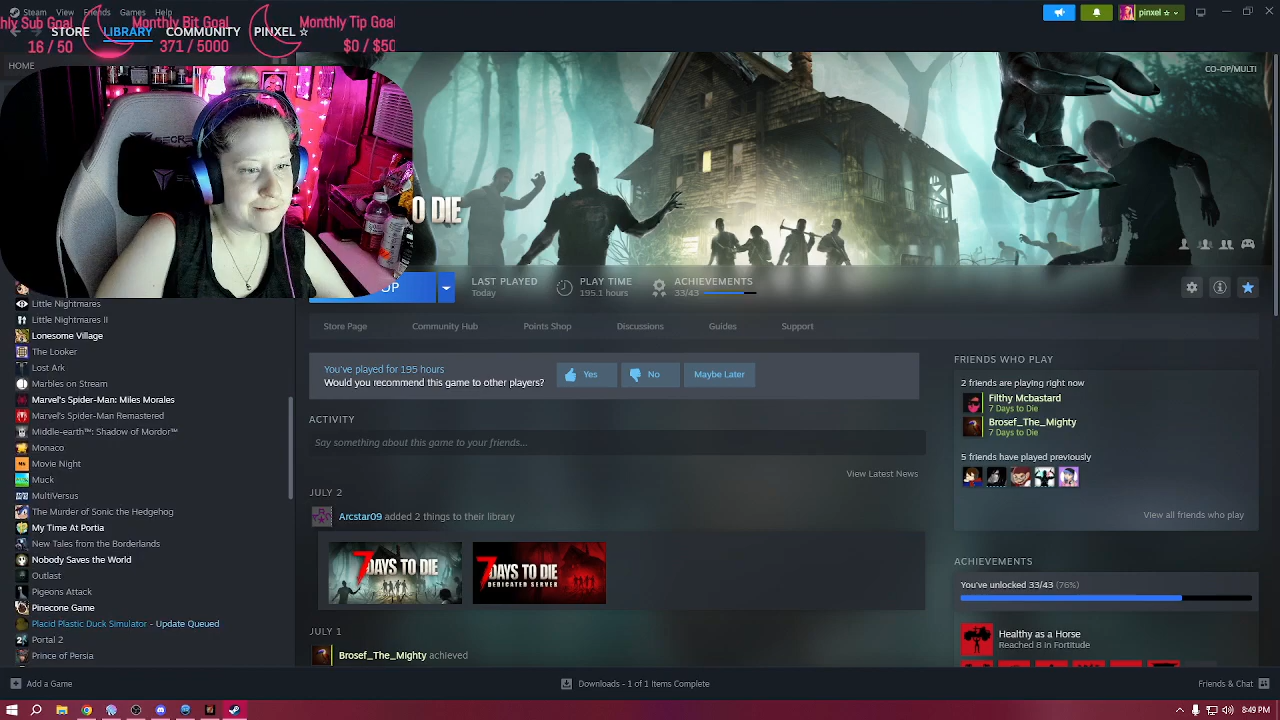 Steam View Friends Games Help
hly Sub Goal
16 / 50
Monthly Bit Goal
371 / 5000
Monthly Tip Goal
$0 / $50
STORE LIBRARY COMMUNITY PINXEL
pinxel
HOME
CO-OP/MULTI
O DIE
OP
LAST PLAYED
Today
PLAY TIME
195.1 hours
ACHIEVEMENTS
33/43
Store Page Community Hub Points Shop Discussions Guides Support
Little Nightmares
Little Nightmares II
Lonesome Village
The Looker
Lost Ark
Marbles on Stream
Marvel's Spider-Man: Miles Morales
Marvel's Spider-Man Remastered
Middle-earth™: Shadow of Mordor™
Monaco
Movie Night
Muck
MultiVersus
The Murder of Sonic the Hedgehog
My Time At Portia
New Tales from the Borderlands
Nobody Saves the World
Outlast
Pigeons Attack
Pinecone Game
Placid Plastic Duck Simulator - Update Queued
Portal 2
Prince of Persia
You've played for 195 hours
Would you recommend this game to other players?
Yes No Maybe Later
ACTIVITY
Say something about this game to your friends...
View Latest News
JULY 2
Arcstar09 added 2 things to their library
7 DAYS TO DIE
7 DAYS TO DIE
DEDICATED SERVER
JULY 1
Brosef_The_Mighty achieved
FRIENDS WHO PLAY
2 friends are playing right now
Filthy Mcbastard
7 Days to Die
Brosef_The_Mighty
7 Days to Die
5 friends have played previously
View all friends who play
ACHIEVEMENTS
You've unlocked 33/43 (76%)
Healthy as a Horse
Reached 8 in Fortitude
Add a Game
Downloads - 1 of 1 Items Complete
Friends & Chat
8:49 PM